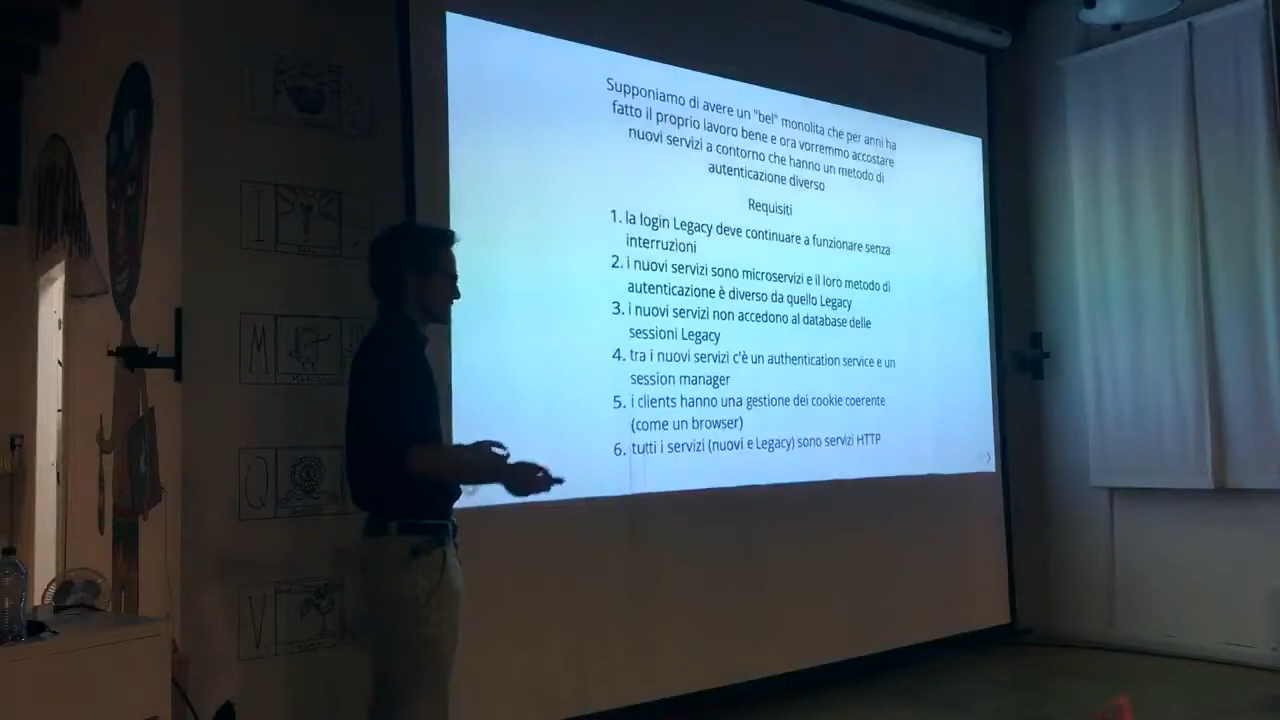 Supponiamo di avere un "bel" monolita che per anni ha
fatto il proprio lavoro bene e ora vorremmo accostare
nuovi servizi a contorno che hanno un metodo di
autenticazione diverso
Requisiti
1. la login Legacy deve continuare a funzionare senza
interruzioni
2. i nuovi servizi sono microservizi e il loro metodo di
autenticazione è diverso da quello Legacy
3. i nuovi servizi non accedono al database delle
sessioni Legacy
4. tra i nuovi servizi c'è un authentication service e un
session manager
5. i clients hanno una gestione dei cookie coerente
(come un browser)
6. tutti i servizi (nuovi e Legacy) sono servizi HTTP
I
M
Q
V